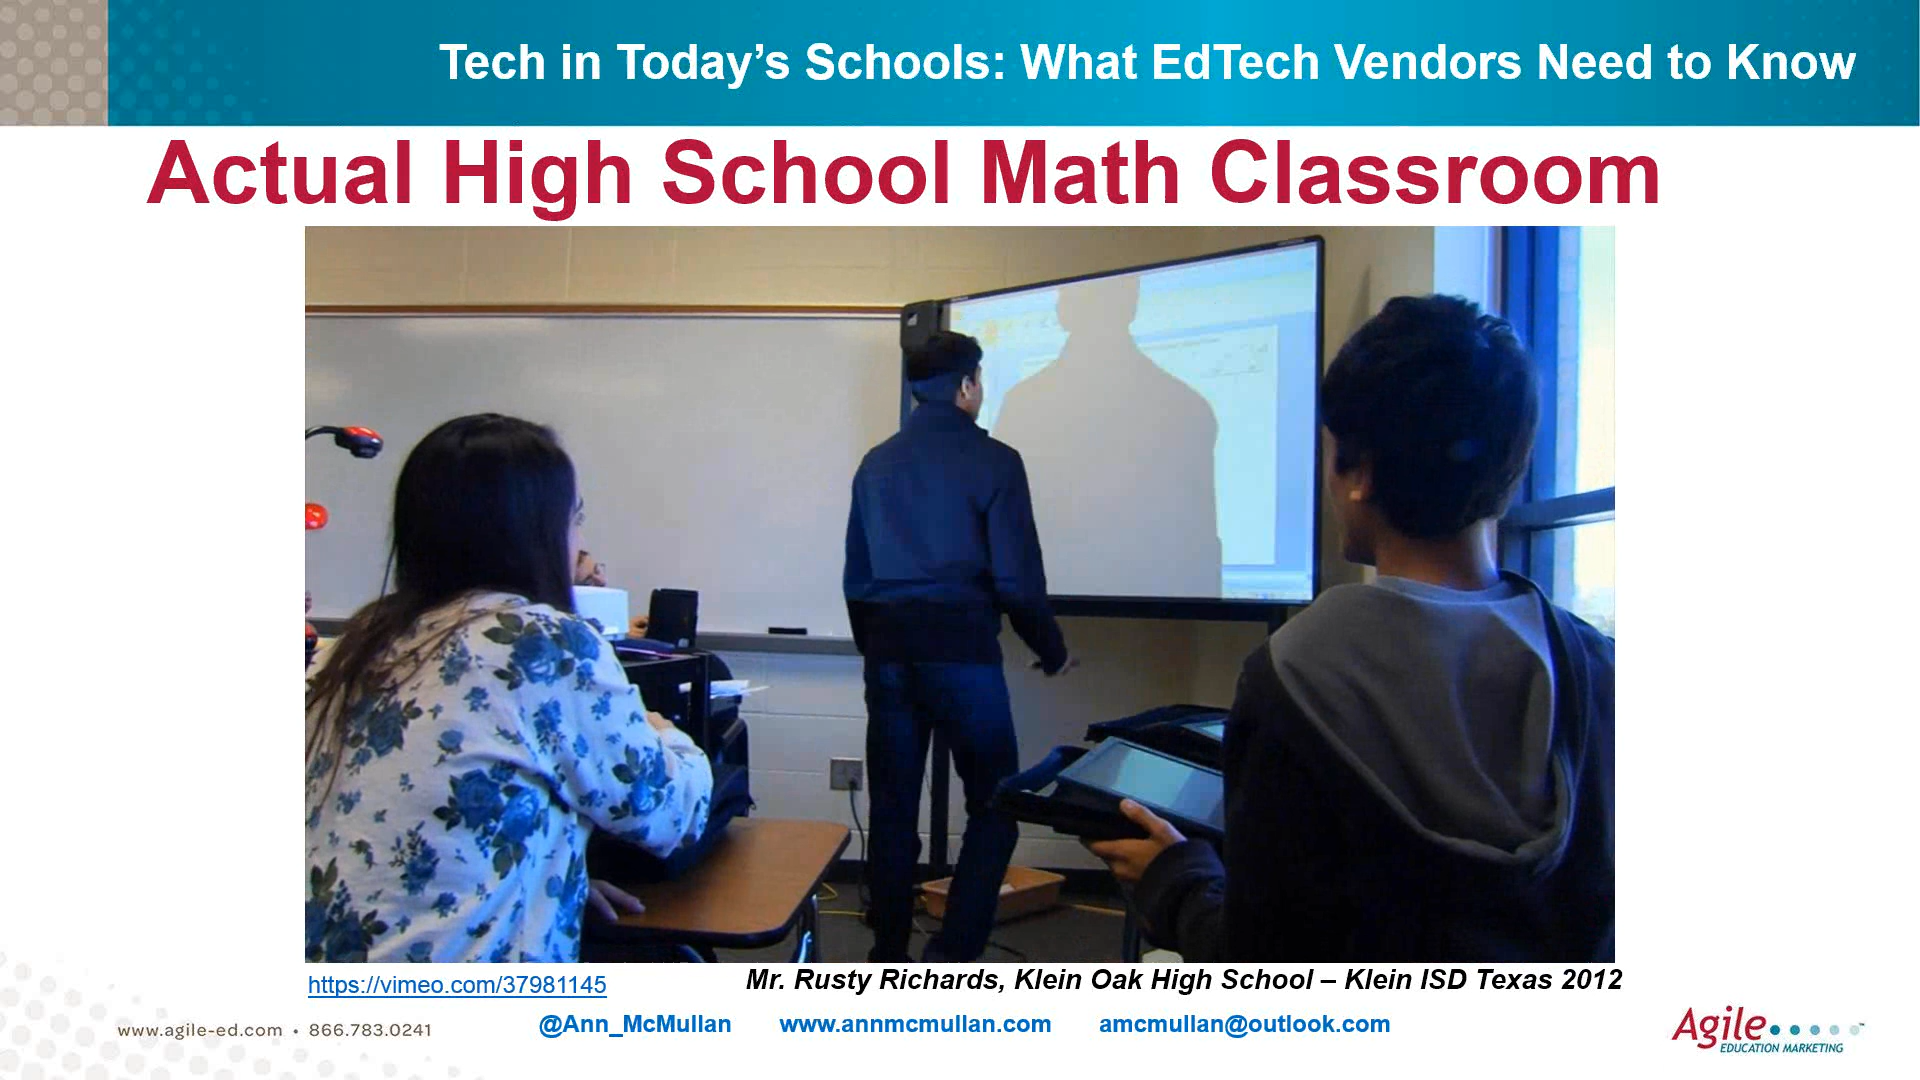 Tech in Today’s Schools: What EdTech Vendors Need to Know
Actual High School Math Classroom
https://vimeo.com/37981145
Mr. Rusty Richards, Klein Oak High School – Klein ISD Texas 2012
www.agile-ed.com • 866.783.0241
@Ann_McMullan www.annmcmullan.com amcmullan@outlook.com
Agile
EDUCATION MARKETING